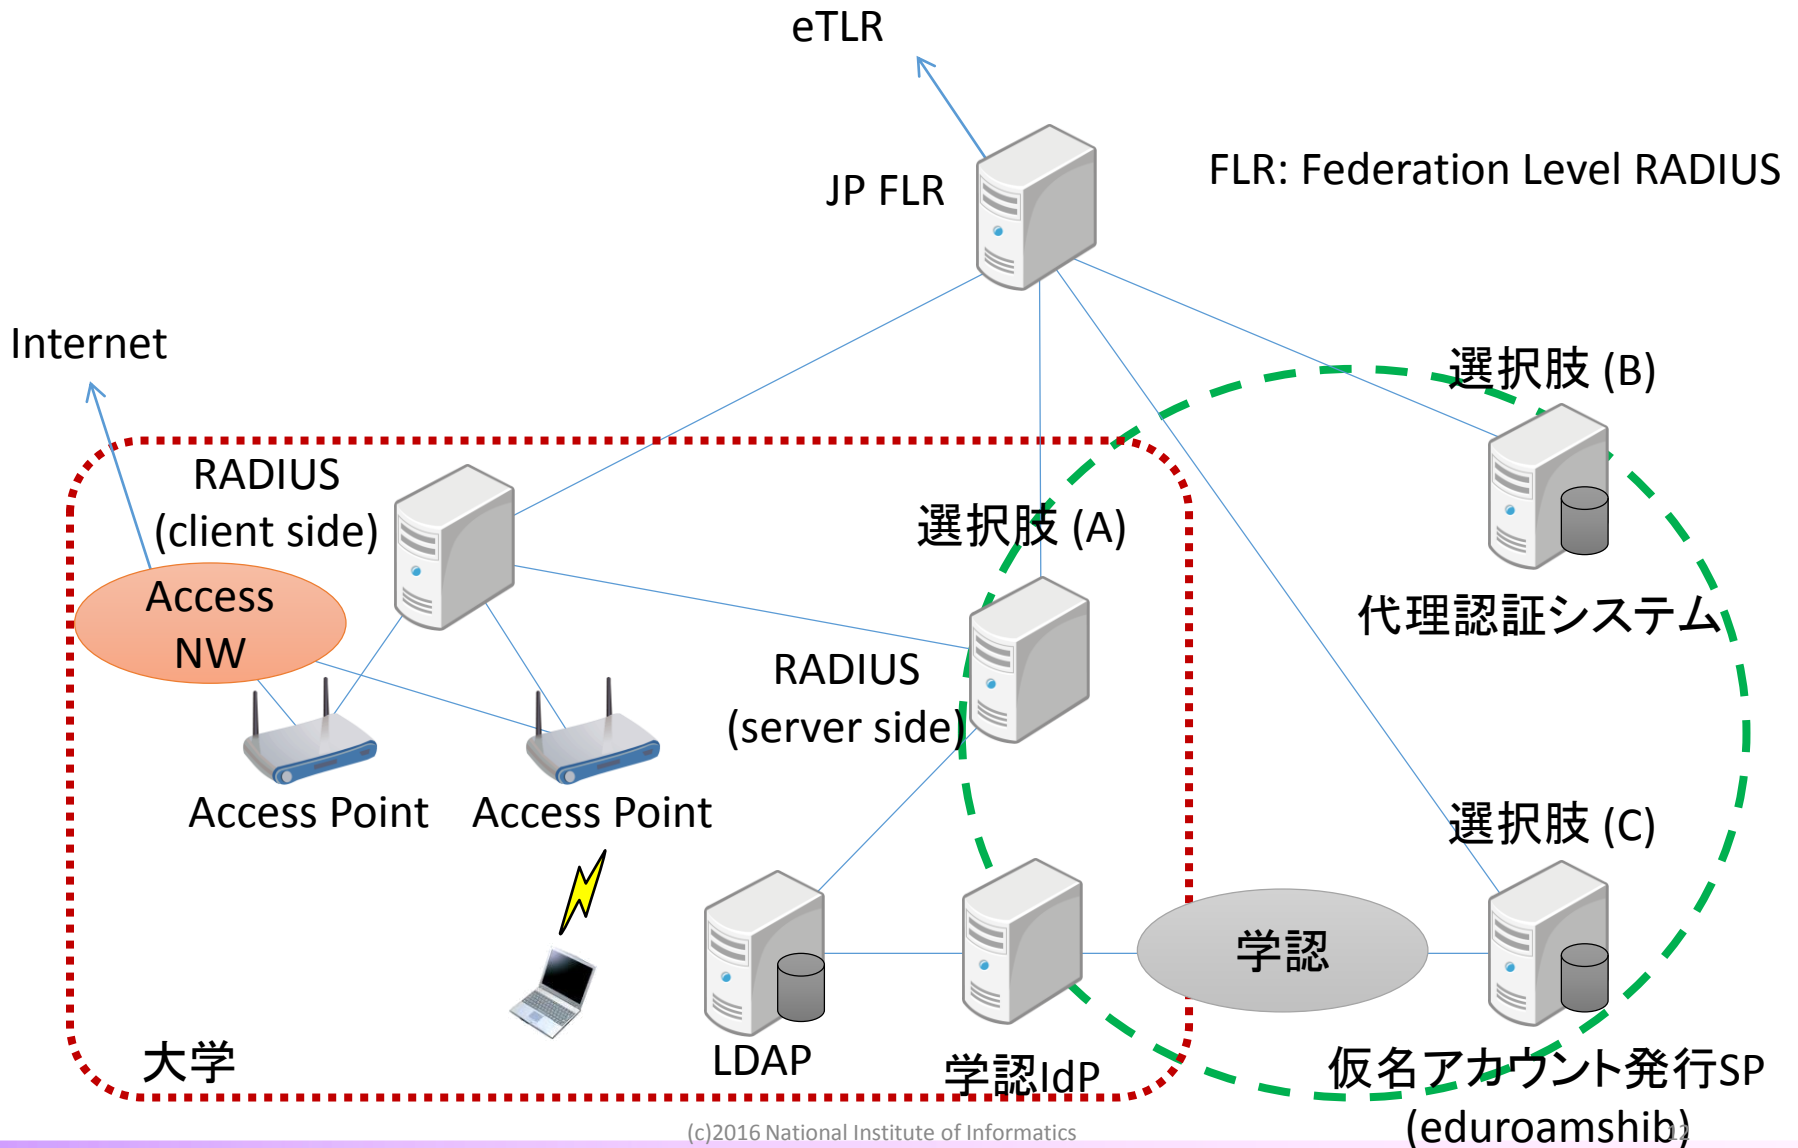 eTLR
JP FLR
FLR: Federation Level RADIUS
Internet
選択肢 (B)
RADIUS
(client side)
選択肢 (A)
Access
NW
代理認証システム
RADIUS
(server side)
Access Point
Access Point
選択肢 (C)
学認
大学
LDAP
学認IdP
仮名アカウント発行SP
(eduroamshib)
(c)2016 National Institute of Informatics
12